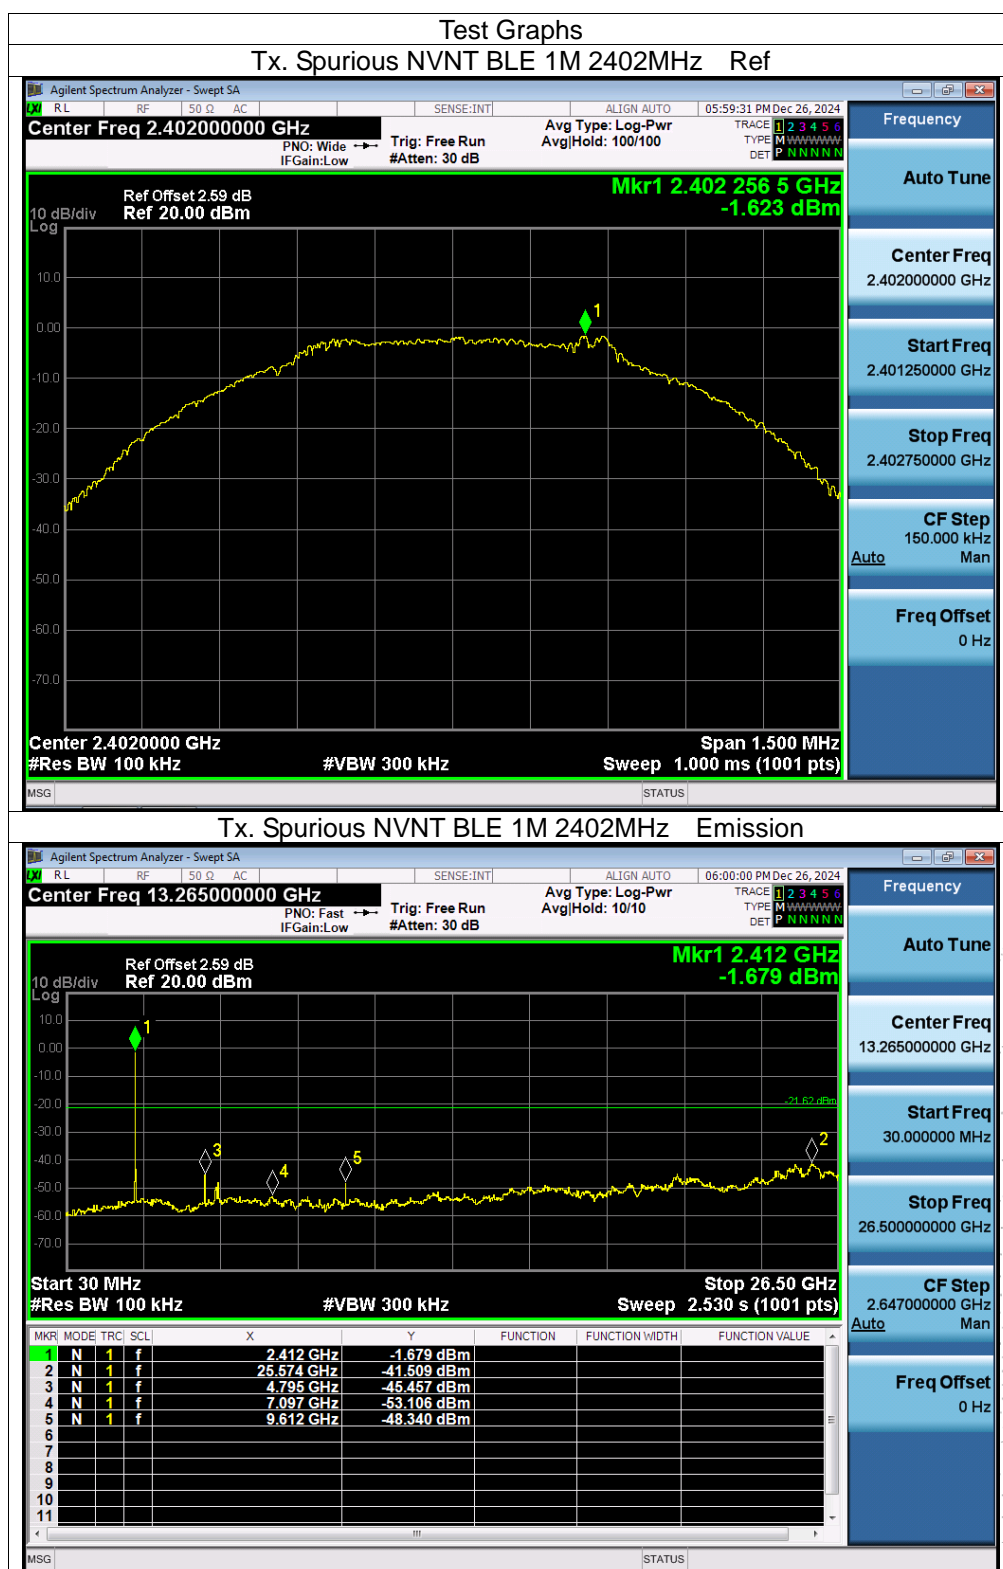 Test Graphs
Tx. Spurious NVNT BLE 1M 2402MHz Ref
Agilent Spectrum Analyzer - Swept SA
RL RF 50 Ω AC SENSE:INT ALIGN AUTO 05:59:31 PM Dec 26, 2024
Center Freq 2.402000000 GHz
PNO: Wide
IFGain:Low
Trig: Free Run
#Atten: 30 dB
Avg Type: Log-Pwr
Avg|Hold: 100/100
TRACE 1 2 3 4 5 6
TYPE M WWWWW
DET P N N N N N
Frequency
Mkr1 2.402 256 5 GHz
-1.623 dBm
Ref Offset 2.59 dB
10 dB/div Ref 20.00 dBm
Log
10.0
0.00
-10.0
-20.0
-30.0
-40.0
-50.0
-60.0
-70.0
1
Center 2.4020000 GHz Span 1.500 MHz
#Res BW 100 kHz #VBW 300 kHz Sweep 1.000 ms (1001 pts)
MSG STATUS
Auto Tune
Center Freq
2.402000000 GHz
Start Freq
2.401250000 GHz
Stop Freq
2.402750000 GHz
CF Step
150.000 kHz
Auto Man
Freq Offset
0 Hz
Tx. Spurious NVNT BLE 1M 2402MHz Emission
Agilent Spectrum Analyzer - Swept SA
RL RF 50 Ω AC SENSE:INT ALIGN AUTO 06:00:00 PM Dec 26, 2024
Center Freq 13.265000000 GHz
PNO: Fast
IFGain:Low
Trig: Free Run
#Atten: 30 dB
Avg Type: Log-Pwr
Avg|Hold: 10/10
TRACE 1 2 3 4 5 6
TYPE M WWWWW
DET P N N N N N
Frequency
Mkr1 2.412 GHz
-1.679 dBm
Ref Offset 2.59 dB
10 dB/div Ref 20.00 dBm
Log
10.0
0.00
-10.0
-20.0
-30.0
-40.0
-50.0
-60.0
-70.0
1
-21.62 dBm
2
3
4
5
Start 30 MHz Stop 26.50 GHz
#Res BW 100 kHz #VBW 300 kHz Sweep 2.530 s (1001 pts)
MKR MODE TRC SCL X Y FUNCTION FUNCTION WIDTH FUNCTION VALUE
1 N 1 f 2.412 GHz -1.679 dBm
2 N 1 f 25.574 GHz -41.509 dBm
3 N 1 f 4.795 GHz -45.457 dBm
4 N 1 f 7.097 GHz -53.106 dBm
5 N 1 f 9.612 GHz -48.340 dBm
6
7
8
9
10
11
MSG STATUS
Auto Tune
Center Freq
13.265000000 GHz
Start Freq
30.000000 MHz
Stop Freq
26.500000000 GHz
CF Step
2.647000000 GHz
Auto Man
Freq Offset
0 Hz